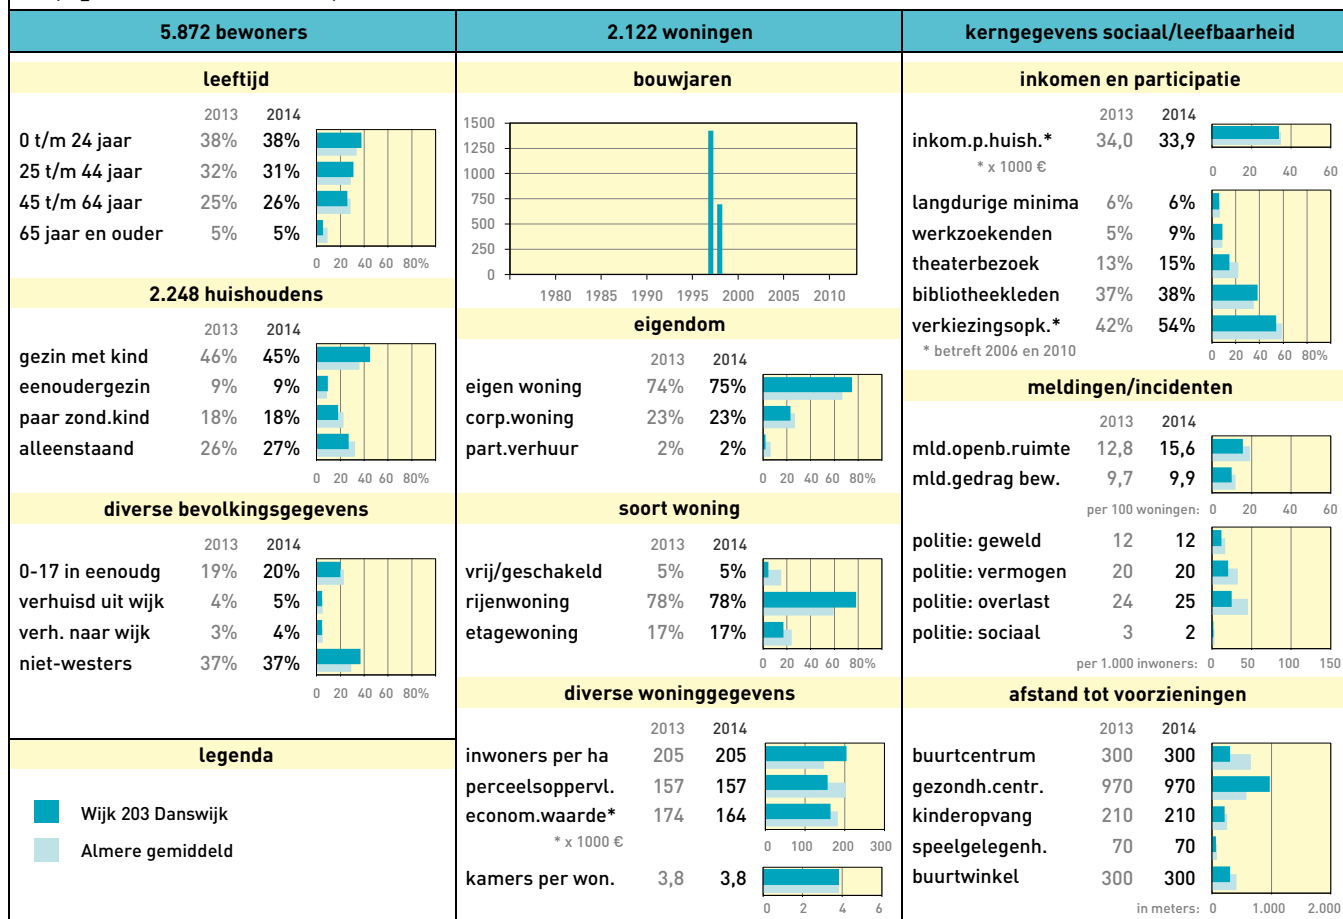 5.872 bewoners
leeftijd
2013 2014
0 t/m 24 jaar 38% 38%
25 t/m 44 jaar 32% 31%
45 t/m 64 jaar 25% 26%
65 jaar en ouder 5% 5%
0 20 40 60 80%
2.248 huishoudens
2013 2014
gezin met kind 46% 45%
eenoudergezin 9% 9%
paar zond.kind 18% 18%
alleenstaand 26% 27%
0 20 40 60 80%
diverse bevolkingsgegevens
2013 2014
0-17 in eenoudg 19% 20%
verhuisd uit wijk 4% 5%
verh. naar wijk 3% 4%
niet-westers 37% 37%
0 20 40 60 80%
legenda
Wijk 203 Danswijk
Almere gemiddeld
2.122 woningen
bouwjaren
1500
1250
1000
750
500
250
0
1980 1985 1990 1995 2000 2005 2010
eigendom
2013 2014
eigen woning 74% 75%
corp.woning 23% 23%
part.verhuur 2% 2%
0 20 40 60 80%
soort woning
2013 2014
vrij/geschakeld 5% 5%
rijenwoning 78% 78%
etagewoning 17% 17%
0 20 40 60 80%
diverse woninggegevens
2013 2014
inwoners per ha 205 205
perceelsoppervl. 157 157
econom.waarde* 174 164
* x 1000 €
0 100 200 300
kamers per won. 3,8 3,8
0 2 4 6
kerngegevens sociaal/leefbaarheid
inkomen en participatie
2013 2014
inkom.p.huish.* 34,0 33,9
* x 1000 €
0 20 40 60
langdurige minima 6% 6%
werkzoekenden 5% 9%
theaterbezoek 13% 15%
bibliotheekleden 37% 38%
verkiezingsopk.* 42% 54%
* betreft 2006 en 2010
0 20 40 60 80%
meldingen/incidenten
2013 2014
mld.openb.ruimte 12,8 15,6
mld.gedrag bew. 9,7 9,9
per 100 woningen: 0 20 40 60
politie: geweld 12 12
politie: vermogen 20 20
politie: overlast 24 25
politie: sociaal 3 2
per 1.000 inwoners: 0 50 100 150
afstand tot voorzieningen
2013 2014
buurtcentrum 300 300
gezondh.centr. 970 970
kinderopvang 210 210
speelgelegenh. 70 70
buurtwinkel 300 300
in meters: 0 1.000 2.000